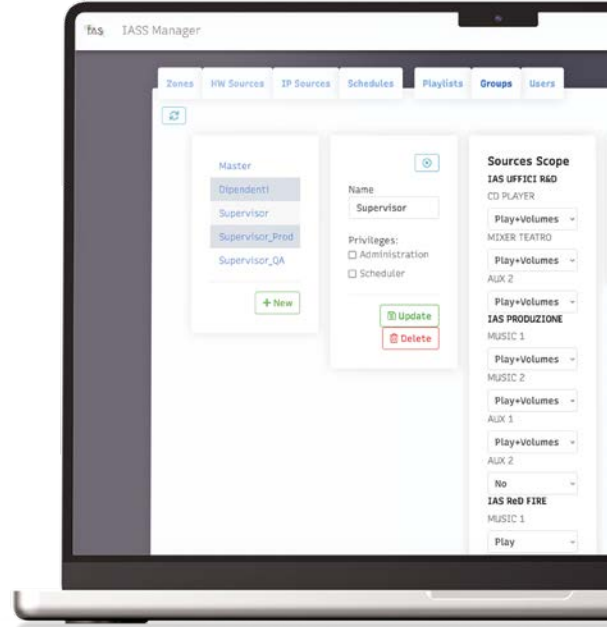 fas IASS Manager
Zones HW Sources IP Sources Schedules Playlists Groups Users
Master
Dipendenti
Supervisor
Supervisor_Prod
Supervisor_QA
+ New
Name
Supervisor
Privileges:
Administration
Scheduler
Update
Delete
Sources Scope
IAS UFFICI R&D
CD PLAYER
Play+Volumes
MIXER TEATRO
Play+Volumes
AUX 2
Play+Volumes
IAS PRODUZIONE
MUSIC 1
Play+Volumes
MUSIC 2
Play+Volumes
AUX 1
Play+Volumes
AUX 2
No
IAS ReD FIRE
MUSIC 1
Play